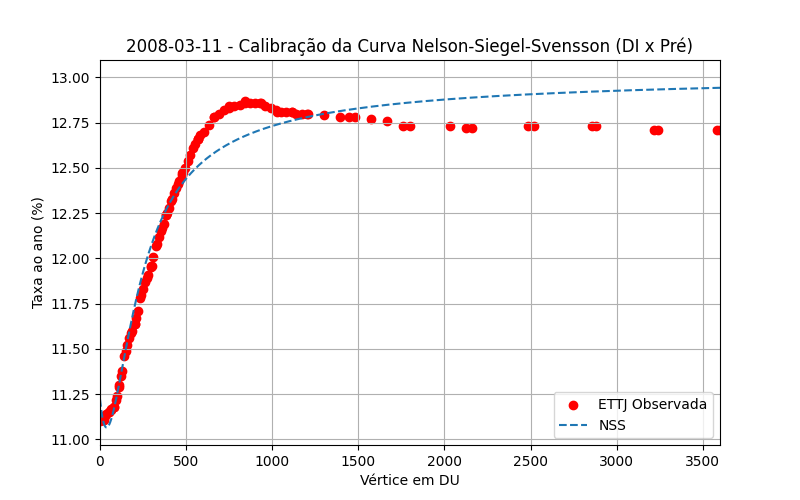 2008-03-11 - Calibração da Curva Nelson-Siegel-Svensson (DI x Pré)
Taxa ao ano (%)
13.00
12.75
12.50
12.25
12.00
11.75
11.50
11.25
11.00
ETTJ Observada
NSS
0 500 1000 1500 2000 2500 3000 3500
Vértice em DU